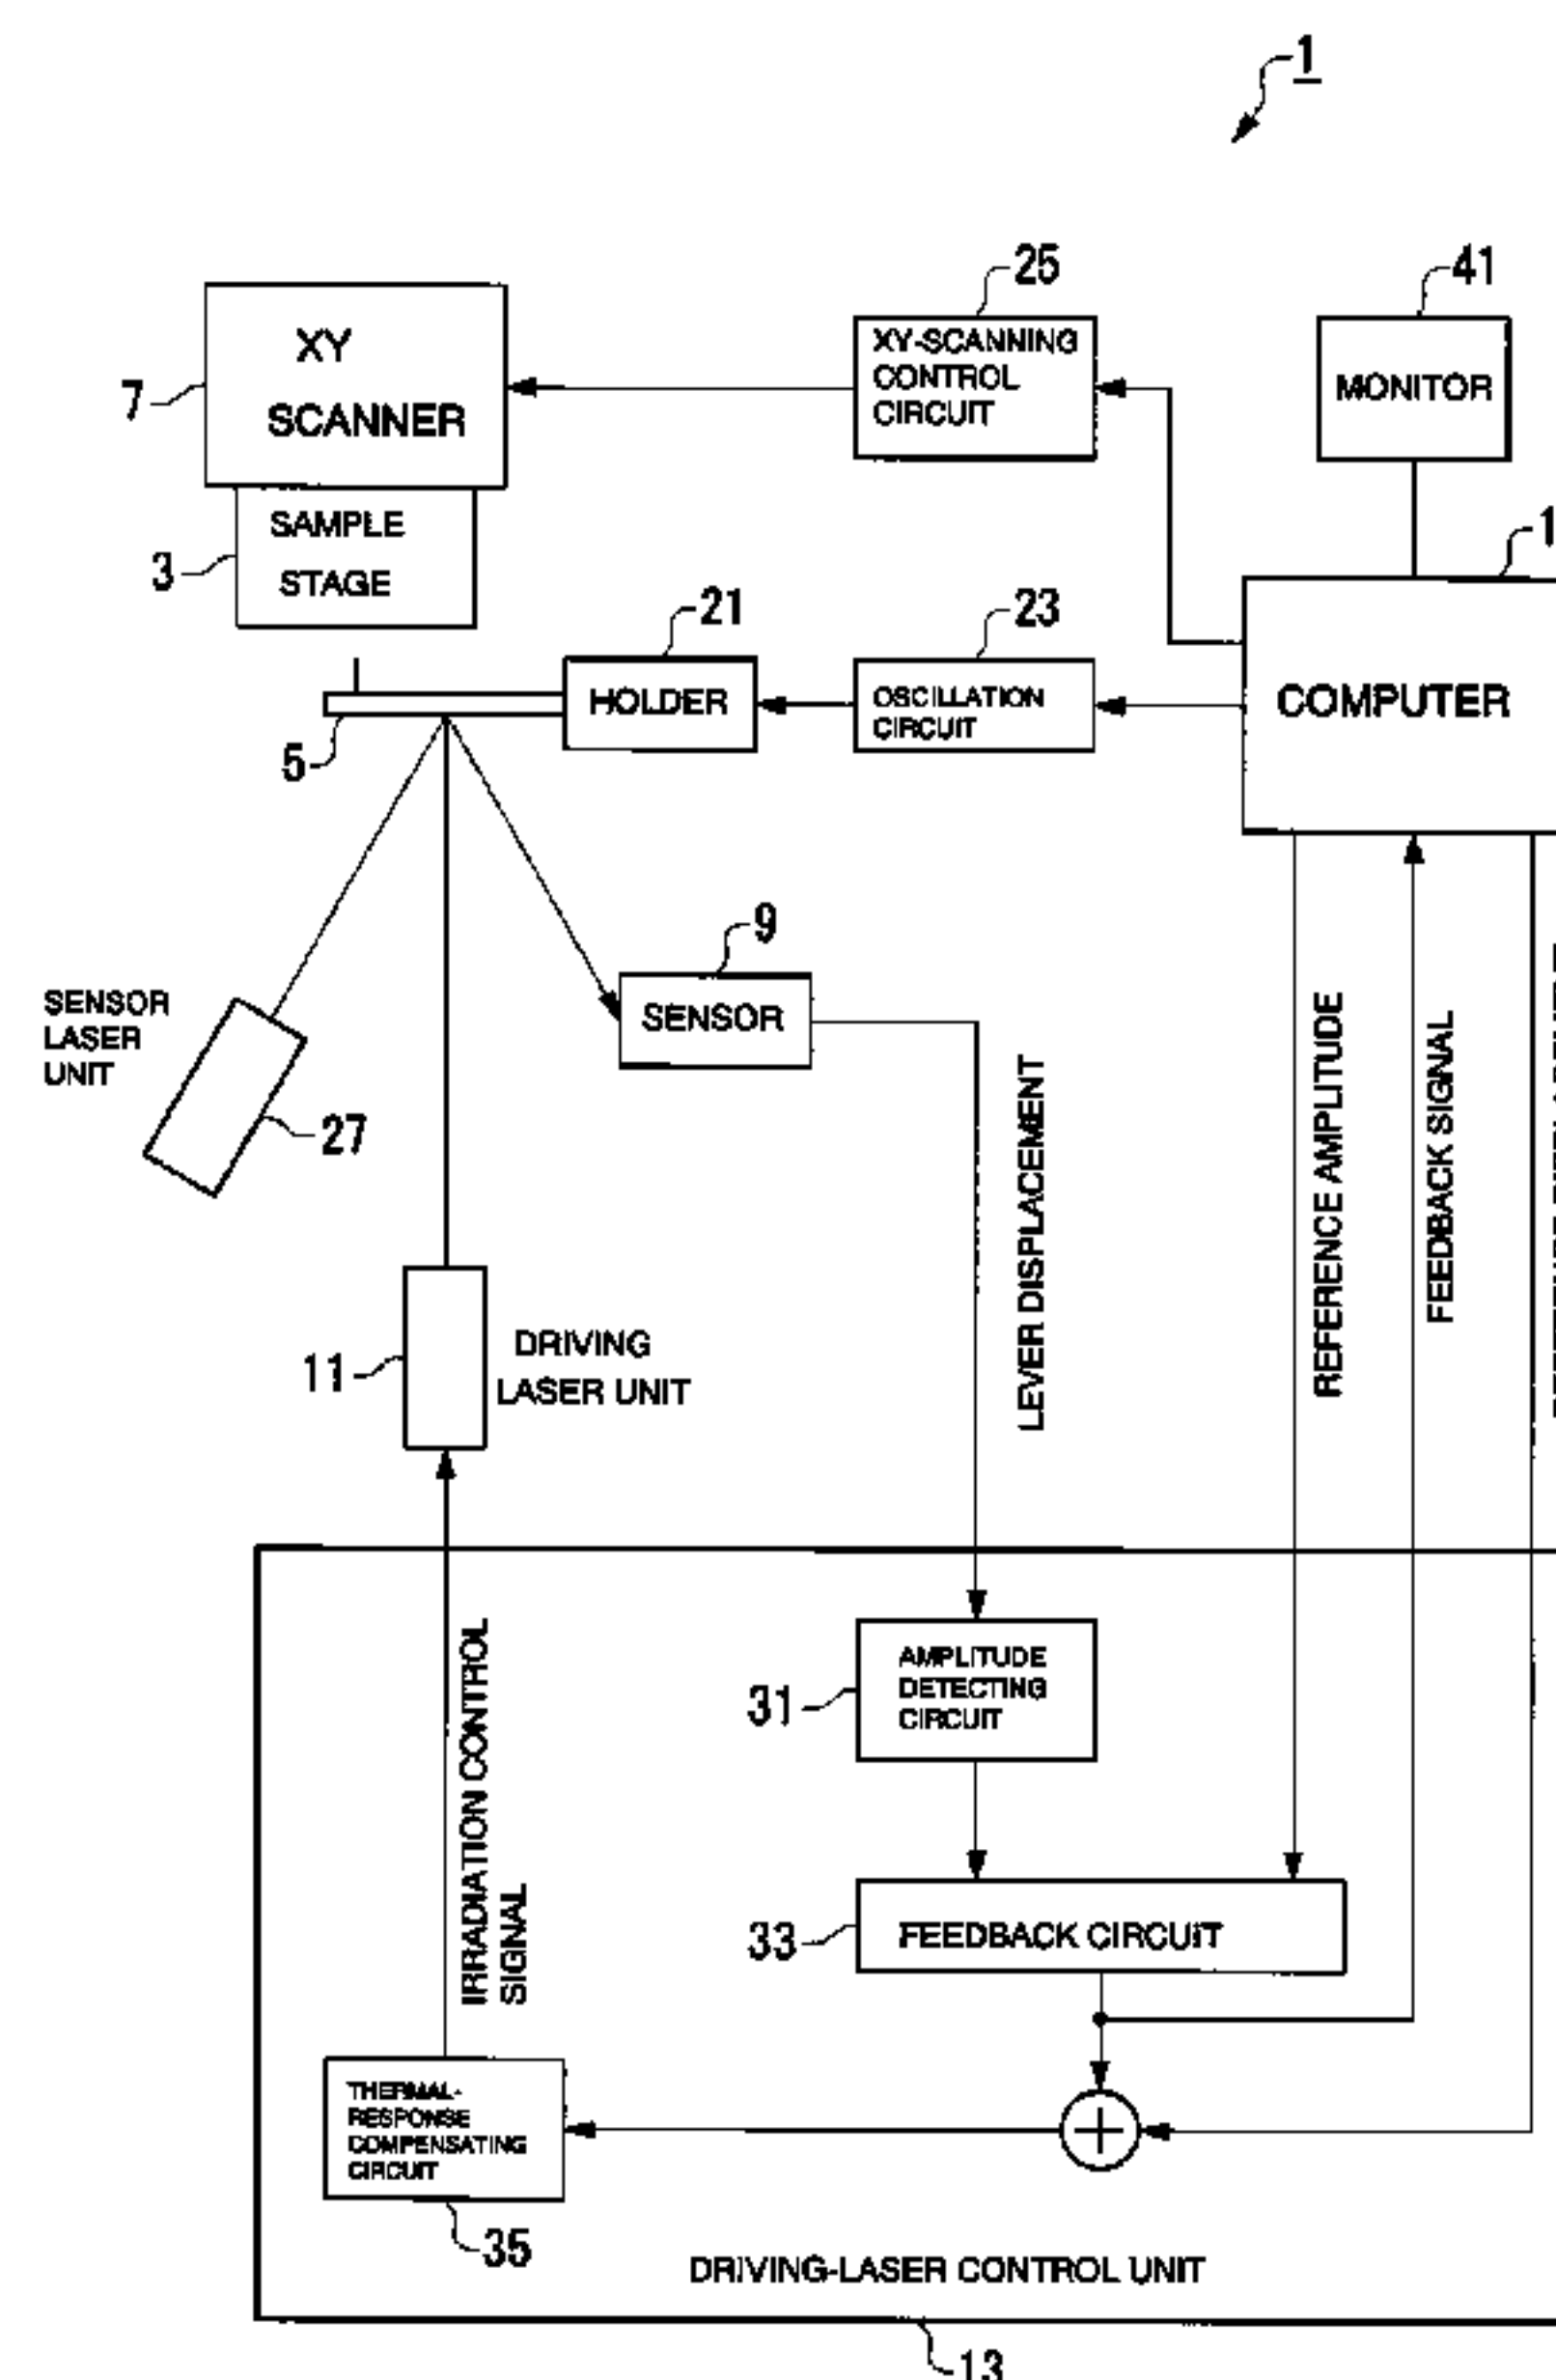 1
25
41
XY
SCANNER
7
XY-SCANNING
CONTROL
CIRCUIT
MONITOR
SAMPLE
STAGE
3
21
23
HOLDER
OSCILLATION
CIRCUIT
COMPUTER
5
9
SENSOR
SENSOR
LASER
UNIT
27
LEVER DISPLACEMENT
REFERENCE AMPLITUDE
FEEDBACK SIGNAL
11
DRIVING
LASER UNIT
IRRADIATION CONTROL
SIGNAL
31
AMPLITUDE
DETECTING
CIRCUIT
33
FEEDBACK CIRCUIT
THERMAL-
RESPONSE
COMPENSATING
CIRCUIT
35
DRIVING-LASER CONTROL UNIT
13